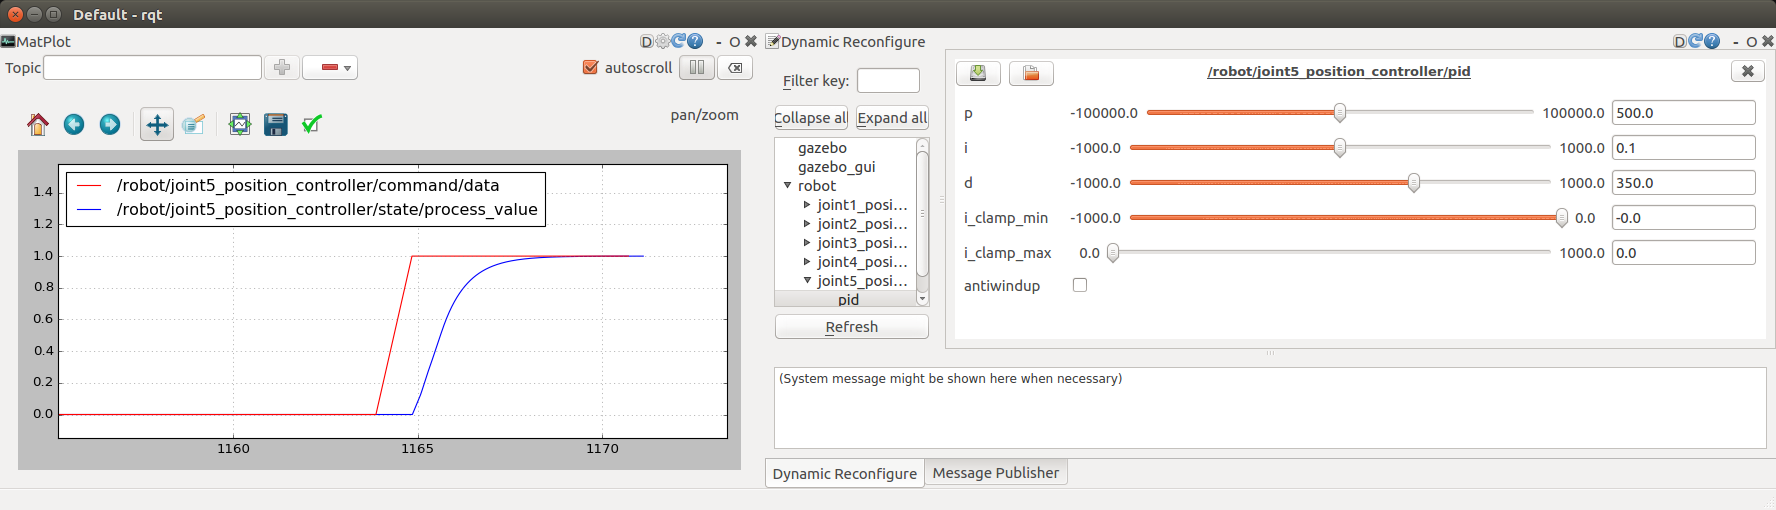 Default - rqt
MatPlot
D
? - O
Topic
autoscroll
pan/zoom
/robot/joint5_position_controller/command/data
/robot/joint5_position_controller/state/process_value
1.4
1.2
1.0
0.8
0.6
0.4
0.2
0.0
1160 1165 1170
Dynamic Reconfigure
D ? - O
Filter key:
Collapse al Expand all
gazebo
gazebo_gui
robot
joint1_posi...
joint2_posi...
joint3_posi...
joint4_posi...
joint5_posi...
pid
Refresh
/robot/joint5_position_controller/pid
p -100000.0 100000.0 500.0
i -1000.0 1000.0 0.1
d -1000.0 1000.0 350.0
i_clamp_min -1000.0 0.0 -0.0
i_clamp_max 0.0 1000.0 0.0
antiwindup
(System message might be shown here when necessary)
Dynamic Reconfigure Message Publisher